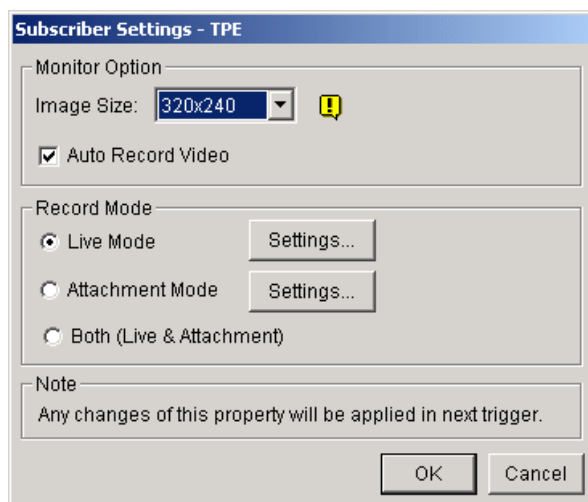 Subscriber Settings - TPE
Monitor Option
Image Size: 320x240
Auto Record Video
Record Mode
Live Mode Settings...
Attachment Mode Settings...
Both (Live & Attachment)
Note
Any changes of this property will be applied in next trigger.
OK Cancel